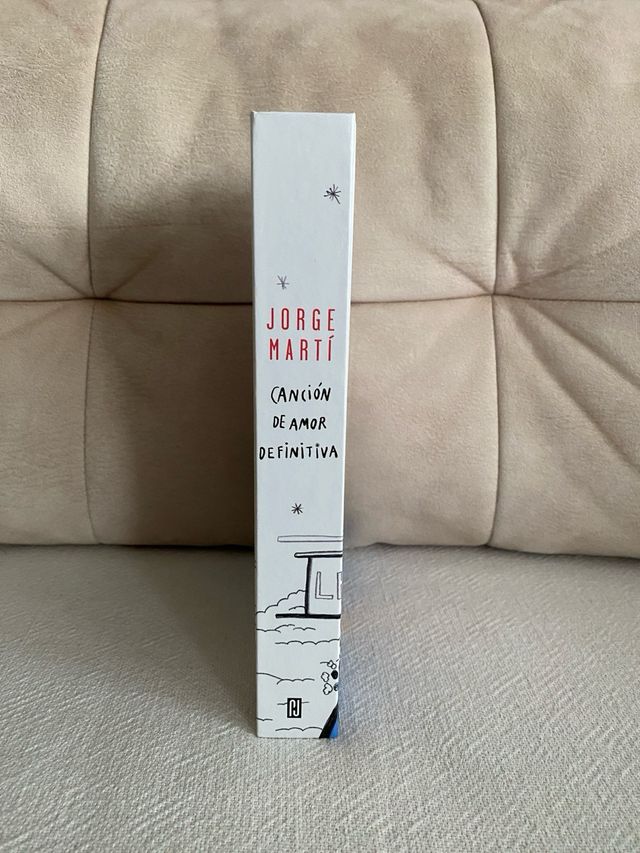 JORGE
MARTÍ
CANCIÓN
DE AMOR
DEFINITIVA